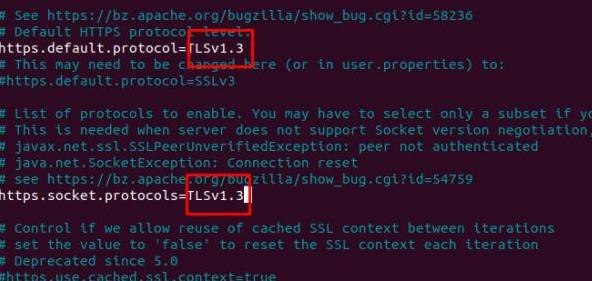 # See https://bz.apache.org/bugzilla/show_bug.cgi?id=58236
# Default HTTPS protocol level:
https.default.protocol=TLSv1.3
# This may need to be changed here (or in user.properties) to:
#https.default.protocol=SSLv3
# List of protocols to enable. You may have to select only a subset if yo
# This is needed when server does not support Socket version negotiation,
# javax.net.ssl.SSLPeerUnverifiedException: peer not authenticated
# java.net.SocketException: Connection reset
# see https://bz.apache.org/bugzilla/show_bug.cgi?id=54759
https.socket.protocols=TLSv1.3
# Control if we allow reuse of cached SSL context between iterations
# set the value to 'false' to reset the SSL context each iteration
# Deprecated since 5.0
#https.use.cached.ssl.context=true